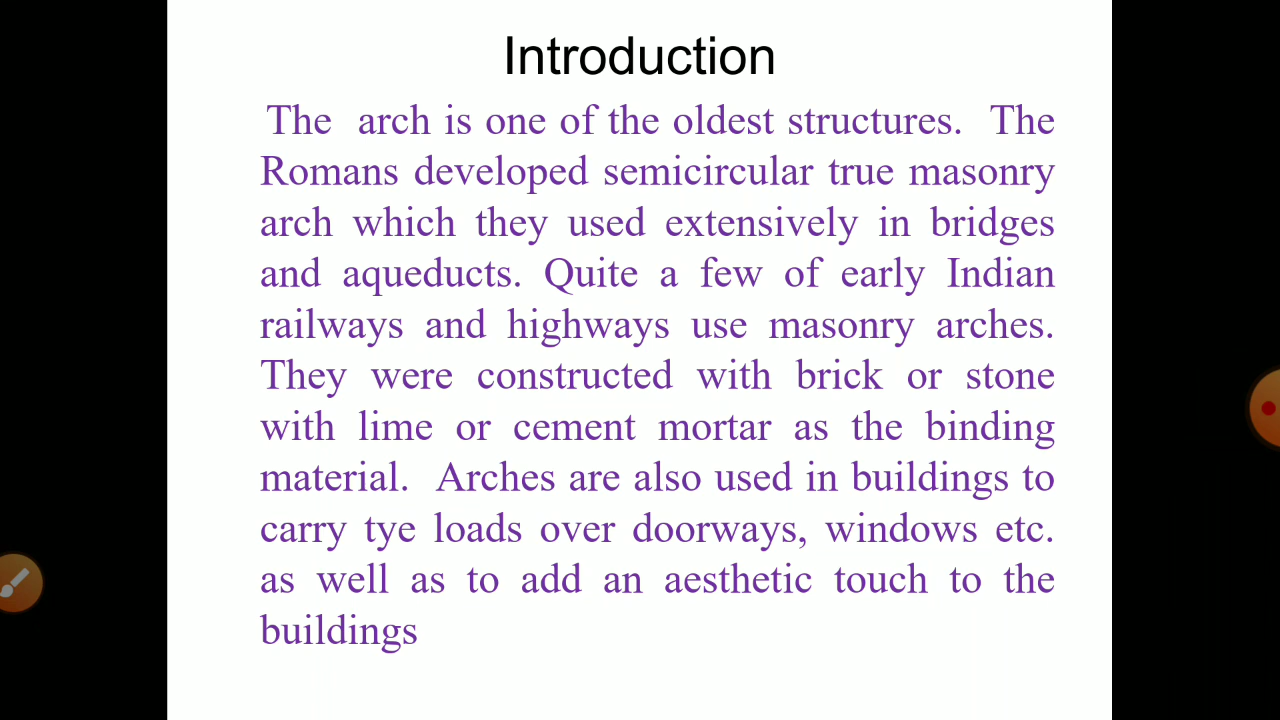 Introduction
The arch is one of the oldest structures. The
Romans developed semicircular true masonry
arch which they used extensively in bridges
and aqueducts. Quite a few of early Indian
railways and highways use masonry arches.
They were constructed with brick or stone
with lime or cement mortar as the binding
material. Arches are also used in buildings to
carry tye loads over doorways, windows etc.
as well as to add an aesthetic touch to the
buildings